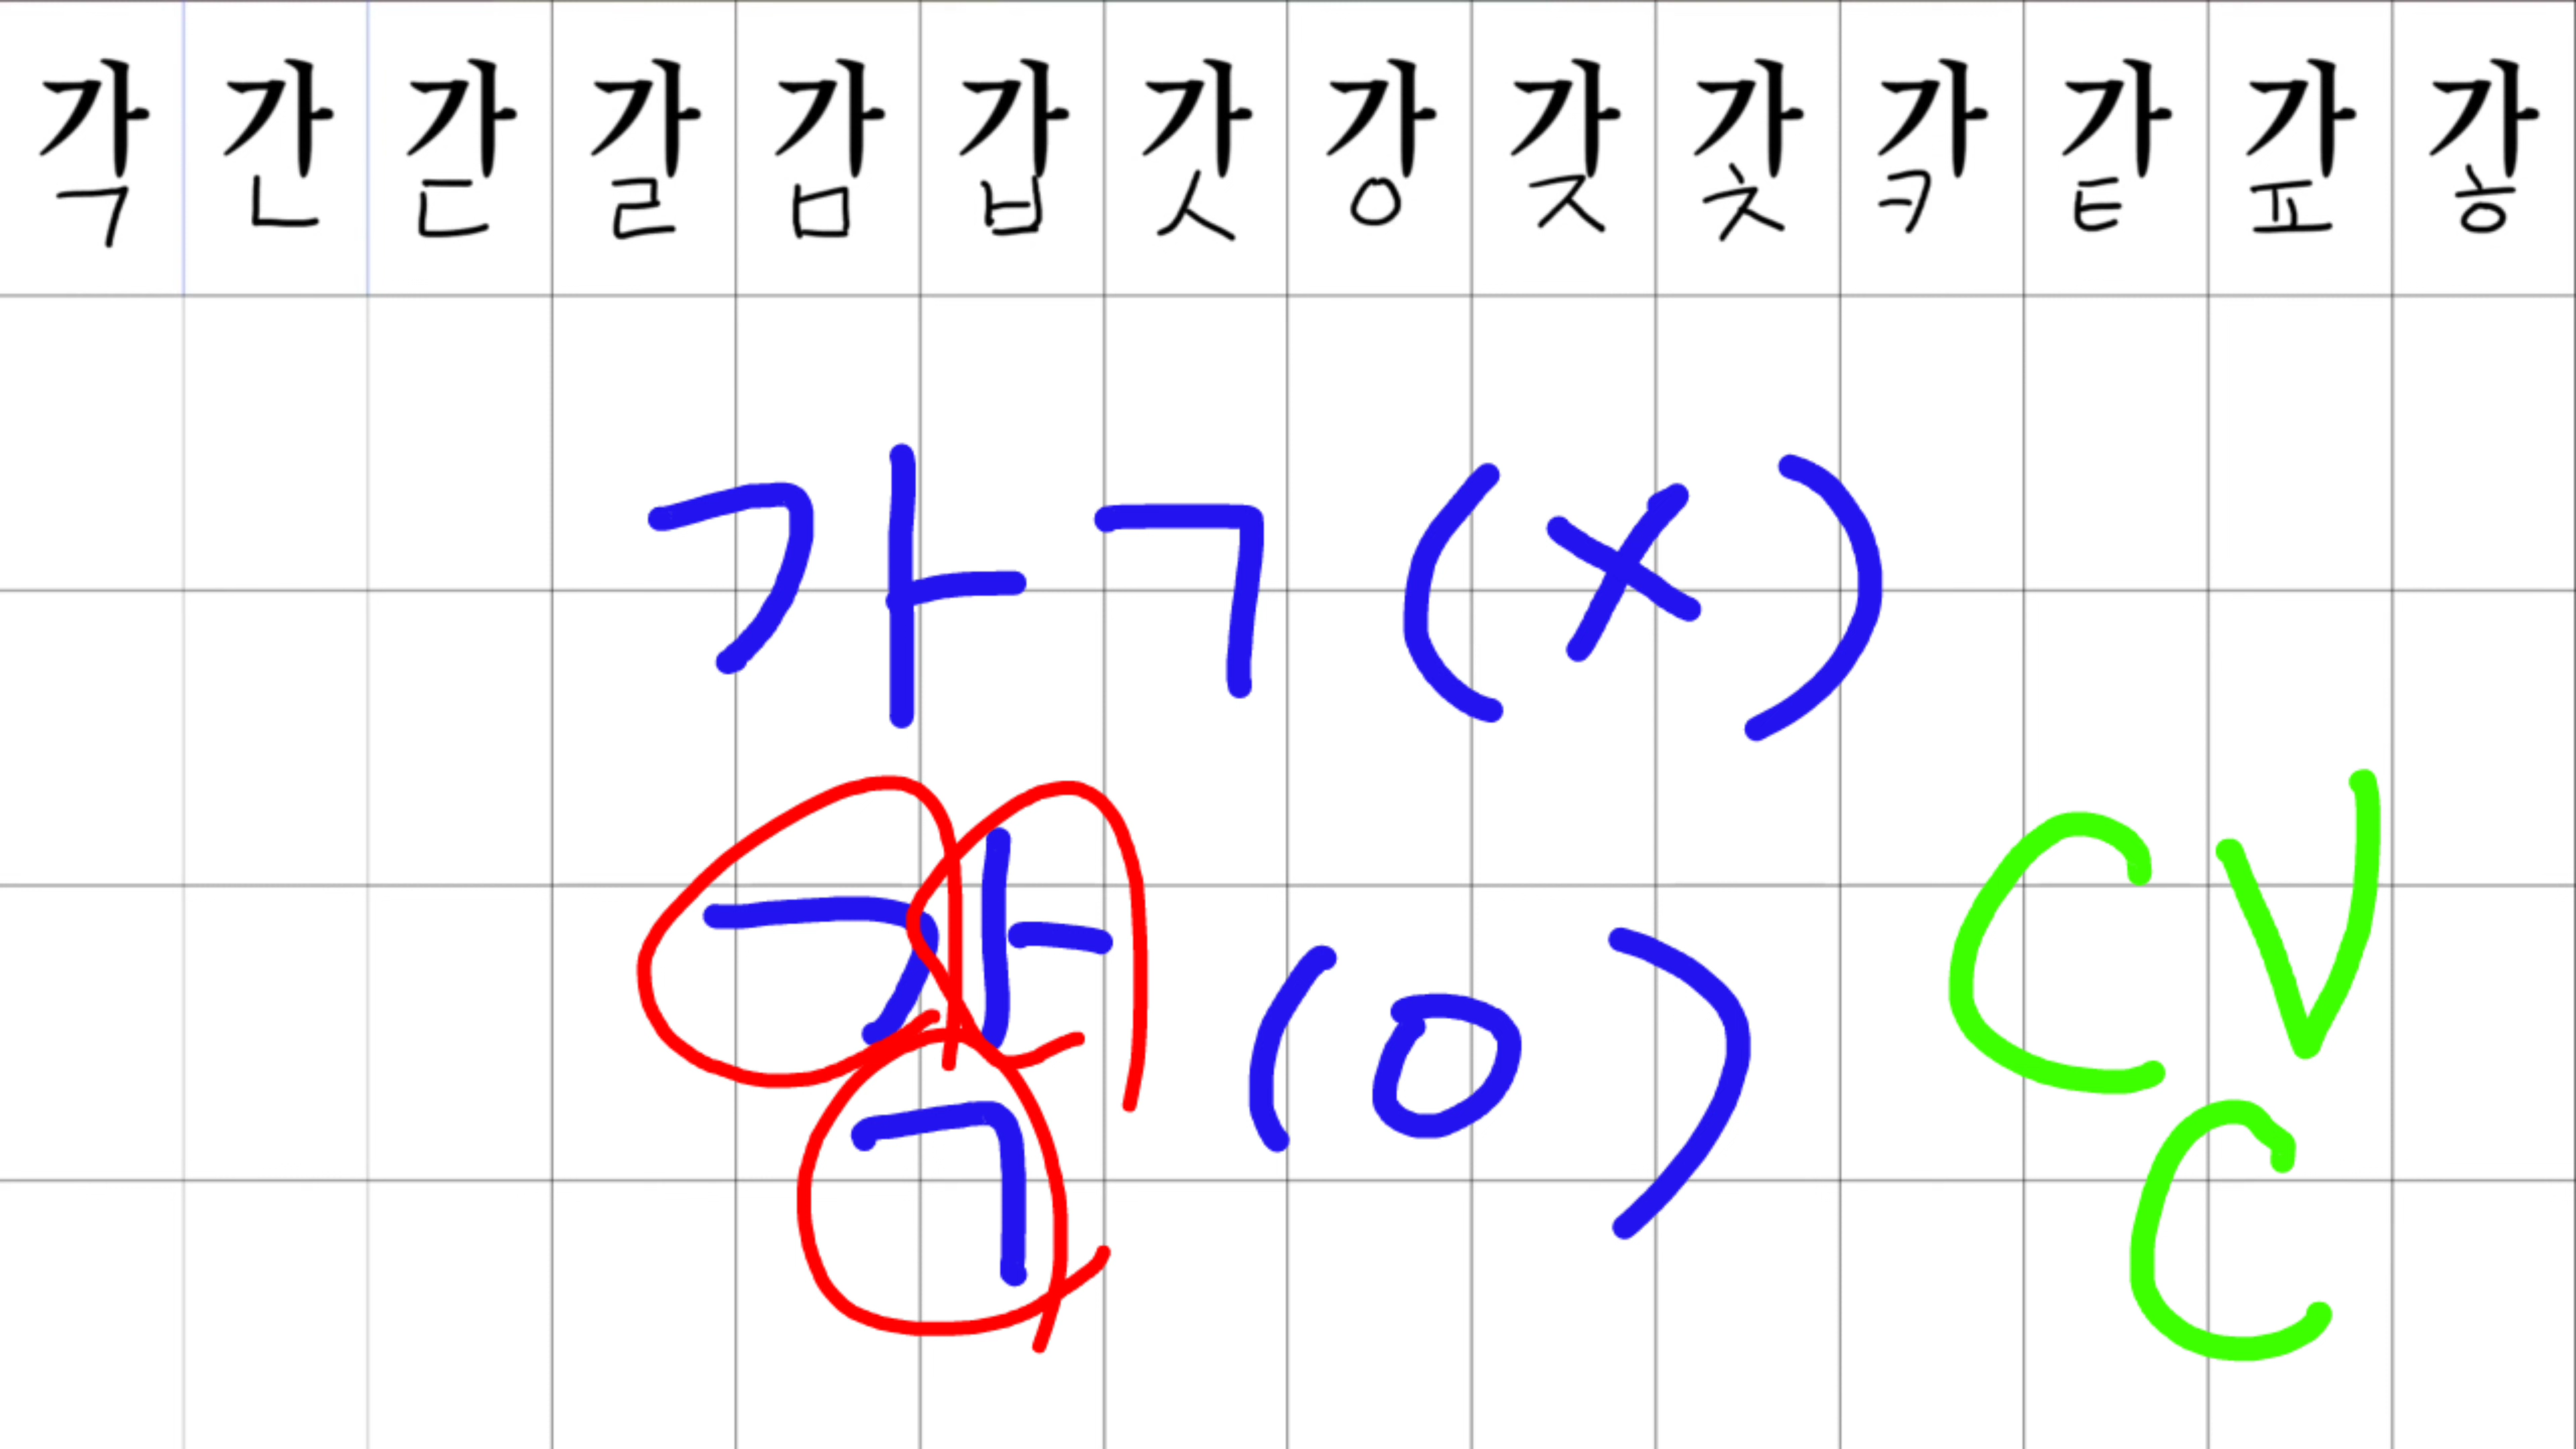 각 간 갇 갈 감 갑 갓 강 갖 갗 갘 같 갚 갛
가ㄱ (x)
각 (o)
CV
C